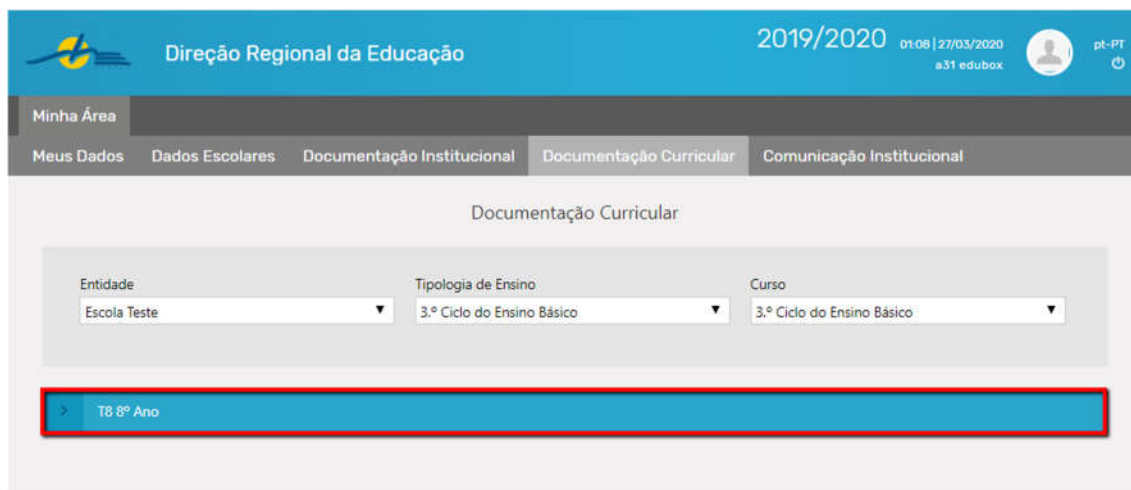 Direção Regional da Educação
2019/2020 01:08 | 27/03/2020
a31 edubox
pt-PT
Minha Área
Meus Dados Dados Escolares Documentação Institucional Documentação Curricular Comunicação Institucional
Documentação Curricular
Entidade Tipologia de Ensino Curso
Escola Teste 3.º Ciclo do Ensino Básico 3.º Ciclo do Ensino Básico
T8 8º Ano